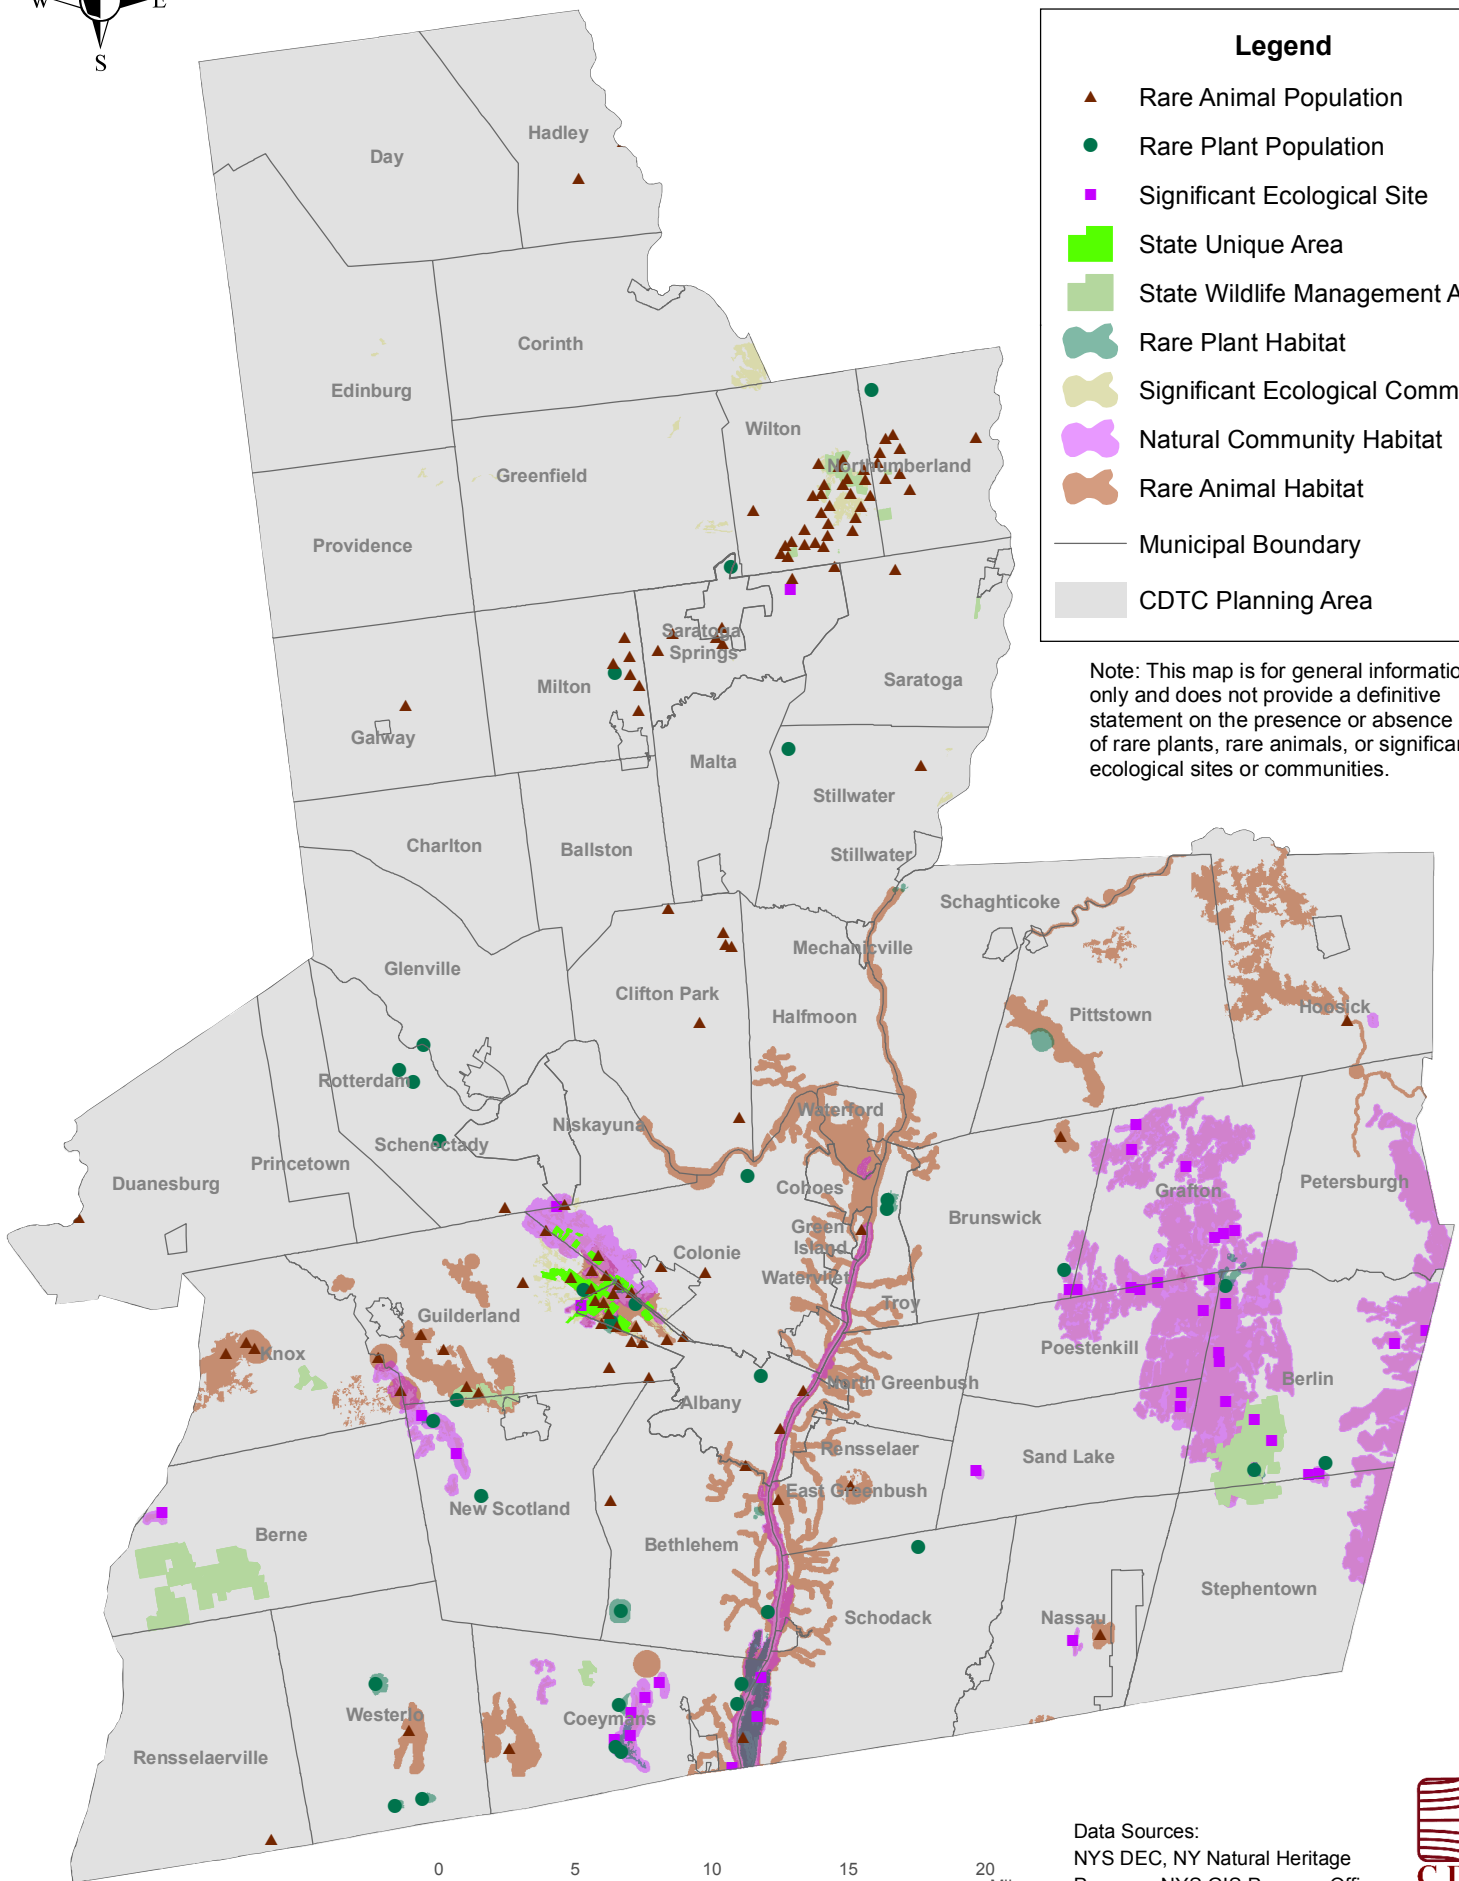 W
E
S
Legend
Rare Animal Population
Rare Plant Population
Significant Ecological Site
State Unique Area
State Wildlife Management A
Rare Plant Habitat
Significant Ecological Comm
Natural Community Habitat
Rare Animal Habitat
Municipal Boundary
CDTC Planning Area
Note: This map is for general informatio
only and does not provide a definitive
statement on the presence or absence
of rare plants, rare animals, or significa
ecological sites or communities.
Hadley
Day
Corinth
Edinburg
Wilton
Northumberland
Greenfield
Providence
Saratoga
Springs
Saratoga
Milton
Galway
Malta
Stillwater
Charlton
Ballston
Stillwater
Schaghticoke
Mechanicville
Glenville
Clifton Park
Halfmoon
Pittstown
Hoosick
Rotterdam
Waterford
Niskayuna
Schenectady
Princetown
Duanesburg
Cohoes
Grafton
Petersburgh
Brunswick
Green
Island
Colonie
Watervliet
Troy
Guilderland
Knox
Poestenkill
Berlin
North Greenbush
Albany
Rensselaer
Sand Lake
East Greenbush
New Scotland
Berne
Bethlehem
Stephentown
Schodack
Nassau
Westerlo
Coeymans
Rensselaerville
0 5 10 15 20
Data Sources:
NYS DEC, NY Natural Heritage